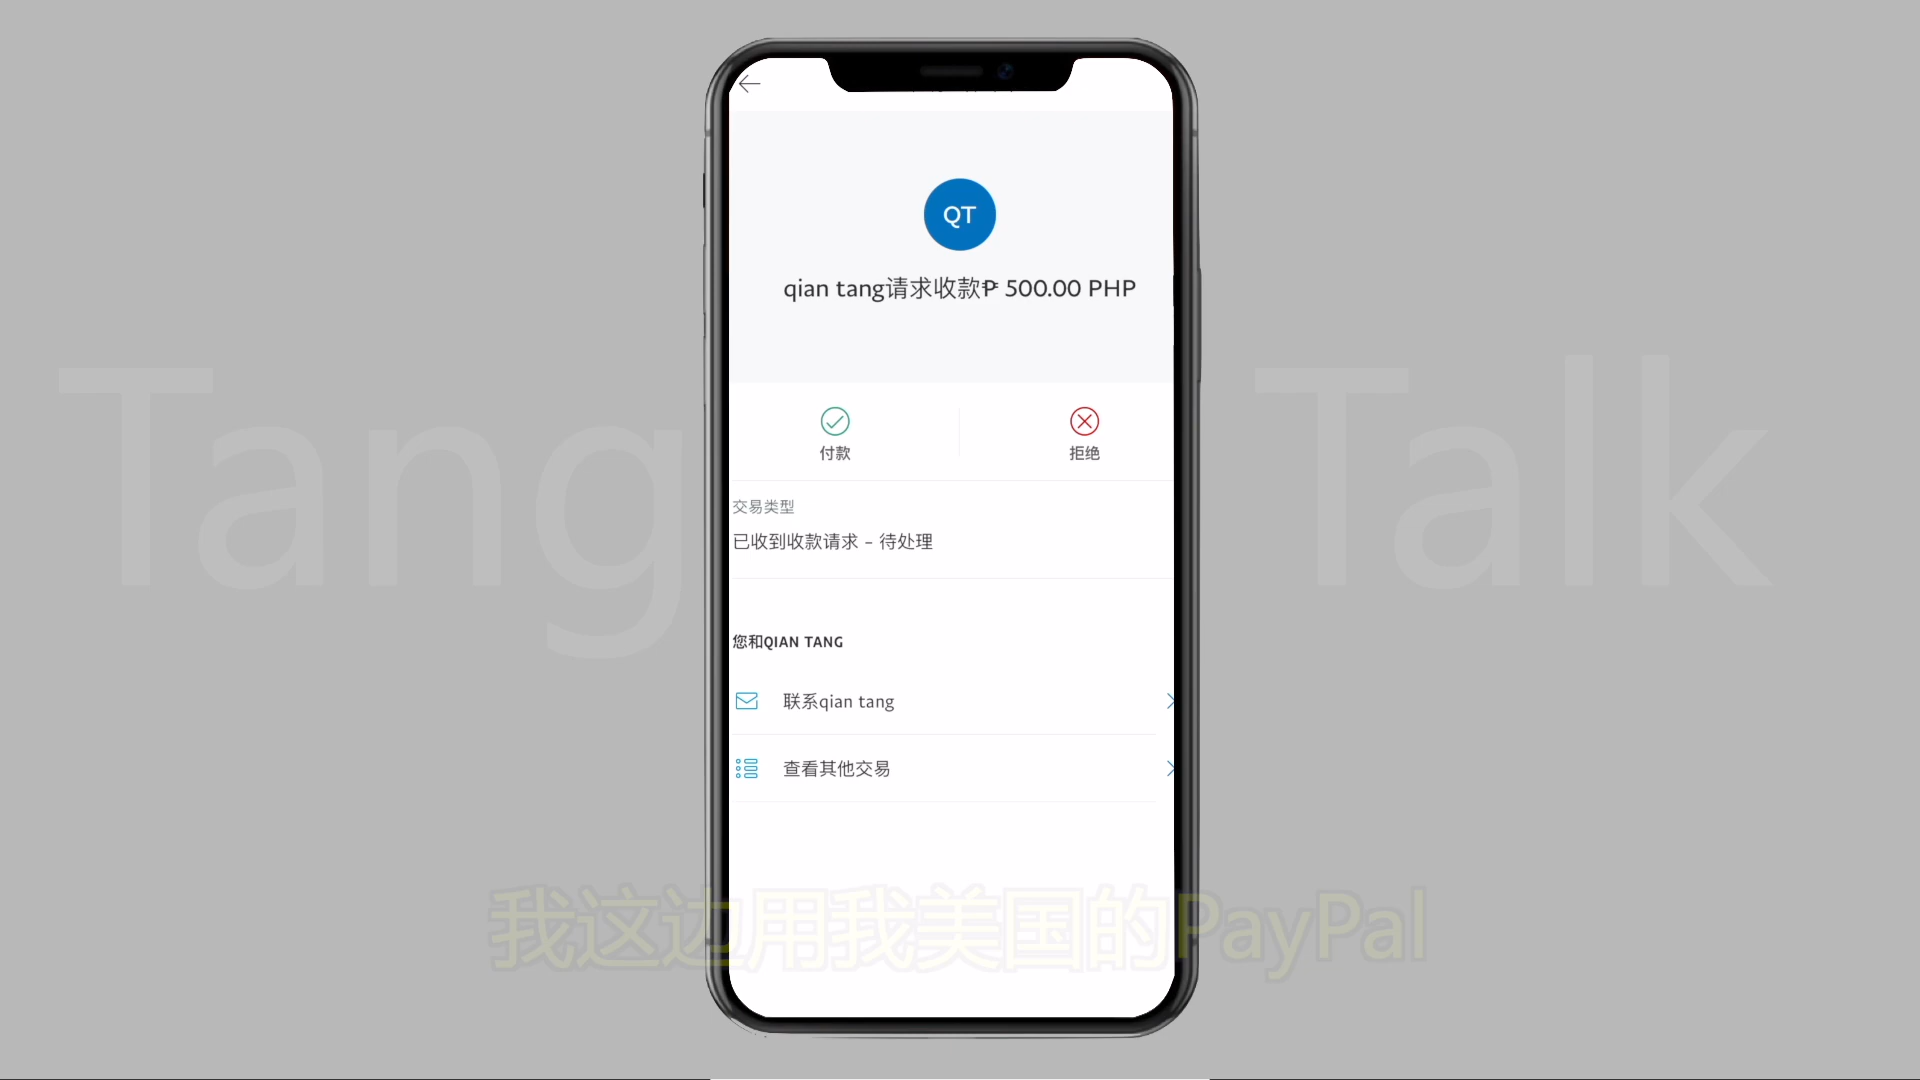 QT
qian tang请求收款₱ 500.00 PHP
付款
拒绝
交易类型
已收到收款请求 – 待处理
您和QIAN TANG
联系qian tang
查看其他交易
Tang Talk
我这边用我美国的PayPal